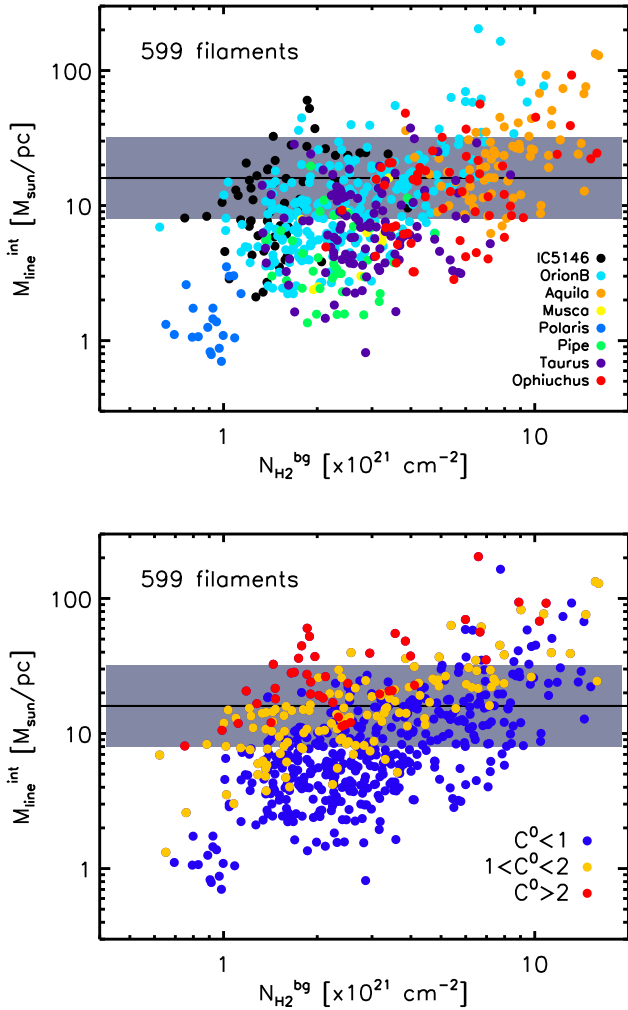 599 filaments
100
10
1
M_line^int [M_sun/pc]
IC5146
OrionB
Aquila
Musca
Polaris
Pipe
Taurus
Ophiuchus
1 10
N_H2^bg [x10^21 cm^-2]
599 filaments
100
10
1
M_line^int [M_sun/pc]
C^0<1
1<C^0<2
C^0>2
1 10
N_H2^bg [x10^21 cm^-2]